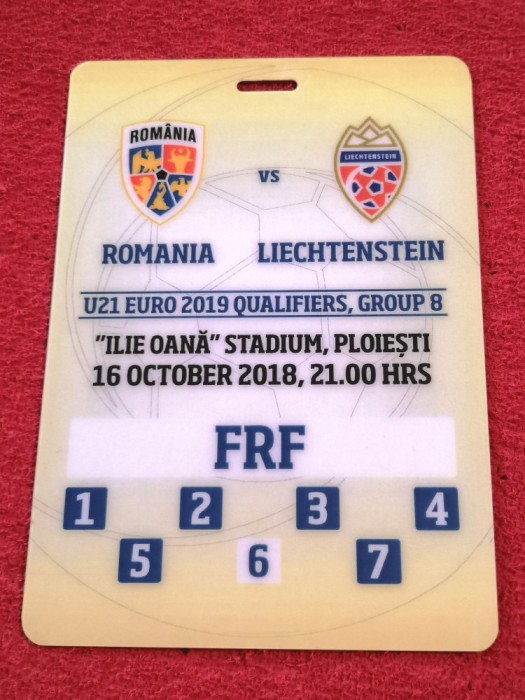 ROMÂNIA
LIECHTENSTEIN
VS
ROMANIA LIECHTENSTEIN
U21 EURO 2019 QUALIFIERS, GROUP 8
"ILIE OANĂ" STADIUM, PLOIEȘTI
16 OCTOBER 2018, 21.00 HRS
FRF
1 2 3 4
5 6 7